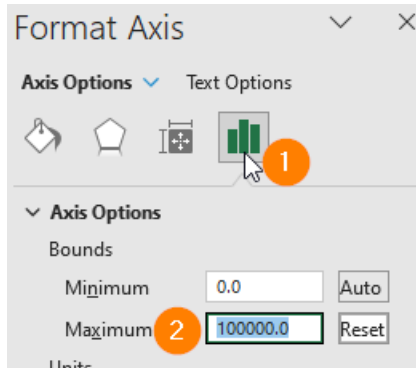 Format Axis
Axis Options Text Options
1
Axis Options
Bounds
Minimum 0.0 Auto
Maximum 2 100000.0 Reset
Units